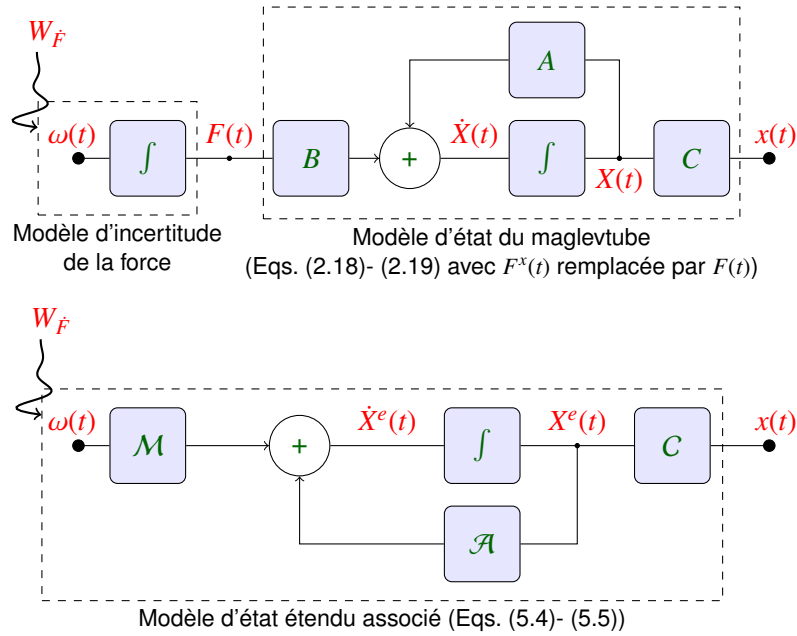 W_Ḟ
A
ω(t) ∫ F(t) B + Ẋ(t) ∫ X(t) C x(t)
Modèle d'incertitude
de la force
Modèle d'état du maglevtube
(Eqs. (2.18)- (2.19) avec F^x(t) remplacée par F(t))
W_Ḟ
ω(t) M + Ẋ^e(t) ∫ X^e(t) C x(t)
A
Modèle d'état étendu associé (Eqs. (5.4)- (5.5))